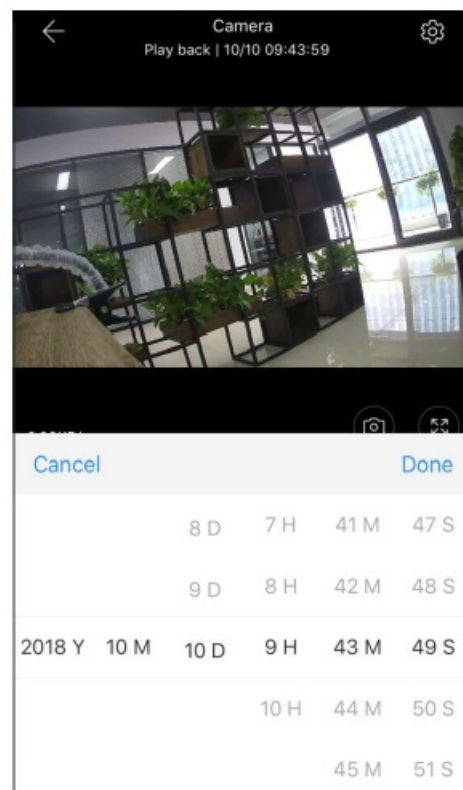 Camera
Play back | 10/10 09:43:59
Cancel Done
8 D 7 H 41 M 47 S
9 D 8 H 42 M 48 S
2018 Y 10 M 10 D 9 H 43 M 49 S
10 H 44 M 50 S
45 M 51 S